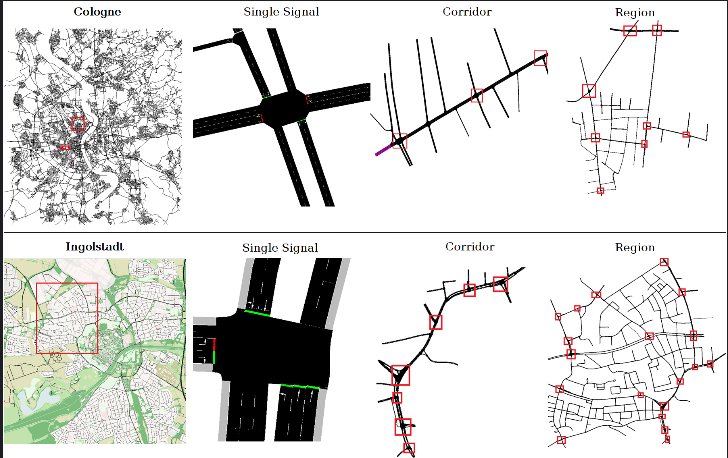 Cologne
Single Signal
Corridor
Region
Ingolstadt
Single Signal
Corridor
Region